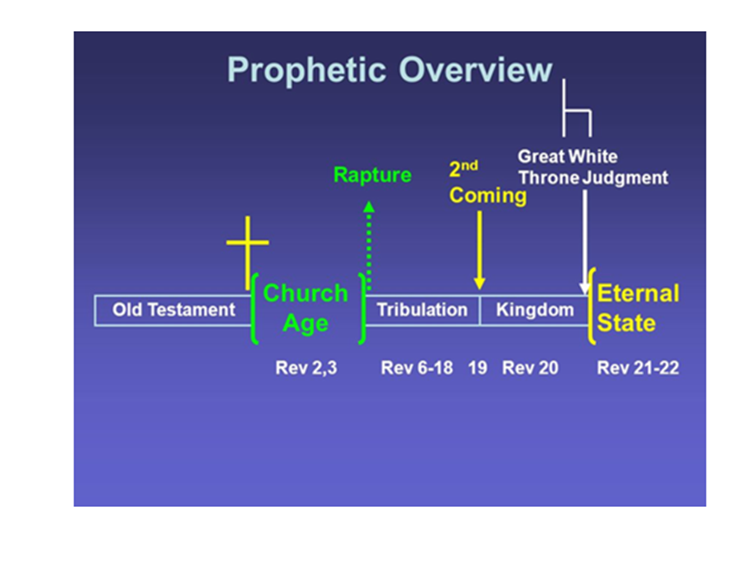 Prophetic Overview
Great White
Throne Judgment
2nd
Coming
Rapture
Old Testament
Church
Age
Tribulation
Kingdom
Eternal
State
Rev 2,3
Rev 6-18
19
Rev 20
Rev 21-22